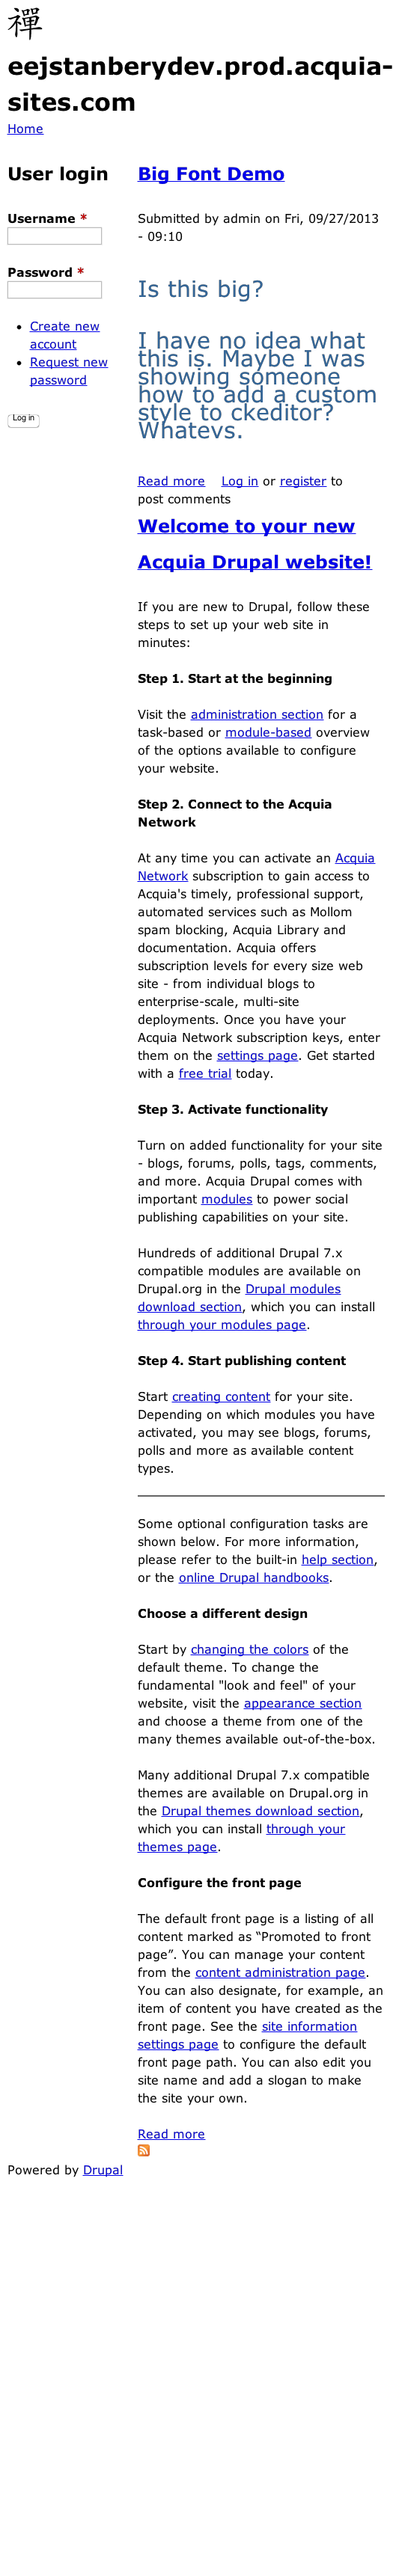 禪
eejstanberydev.prod.acquia-
sites.com
Home
User login
Username *
Password *
• Create new
account
• Request new
password
Log in
Big Font Demo
Submitted by admin on Fri, 09/27/2013
- 09:10
Is this big?
I have no idea what
this is. Maybe I was
showing someone
how to add a custom
style to ckeditor?
Whatevs.
Read more Log in or register to
post comments
Welcome to your new
Acquia Drupal website!
If you are new to Drupal, follow these
steps to set up your web site in
minutes:
Step 1. Start at the beginning
Visit the administration section for a
task-based or module-based overview
of the options available to configure
your website.
Step 2. Connect to the Acquia
Network
At any time you can activate an Acquia
Network subscription to gain access to
Acquia's timely, professional support,
automated services such as Mollom
spam blocking, Acquia Library and
documentation. Acquia offers
subscription levels for every size web
site - from individual blogs to
enterprise-scale, multi-site
deployments. Once you have your
Acquia Network subscription keys, enter
them on the settings page. Get started
with a free trial today.
Step 3. Activate functionality
Turn on added functionality for your site
- blogs, forums, polls, tags, comments,
and more. Acquia Drupal comes with
important modules to power social
publishing capabilities on your site.
Hundreds of additional Drupal 7.x
compatible modules are available on
Drupal.org in the Drupal modules
download section, which you can install
through your modules page.
Step 4. Start publishing content
Start creating content for your site.
Depending on which modules you have
activated, you may see blogs, forums,
polls and more as available content
types.
Some optional configuration tasks are
shown below. For more information,
please refer to the built-in help section,
or the online Drupal handbooks.
Choose a different design
Start by changing the colors of the
default theme. To change the
fundamental "look and feel" of your
website, visit the appearance section
and choose a theme from one of the
many themes available out-of-the-box.
Many additional Drupal 7.x compatible
themes are available on Drupal.org in
the Drupal themes download section,
which you can install through your
themes page.
Configure the front page
The default front page is a listing of all
content marked as “Promoted to front
page”. You can manage your content
from the content administration page.
You can also designate, for example, an
item of content you have created as the
front page. See the site information
settings page to configure the default
front page path. You can also edit you
site name and add a slogan to make
the site your own.
Read more
Powered by Drupal